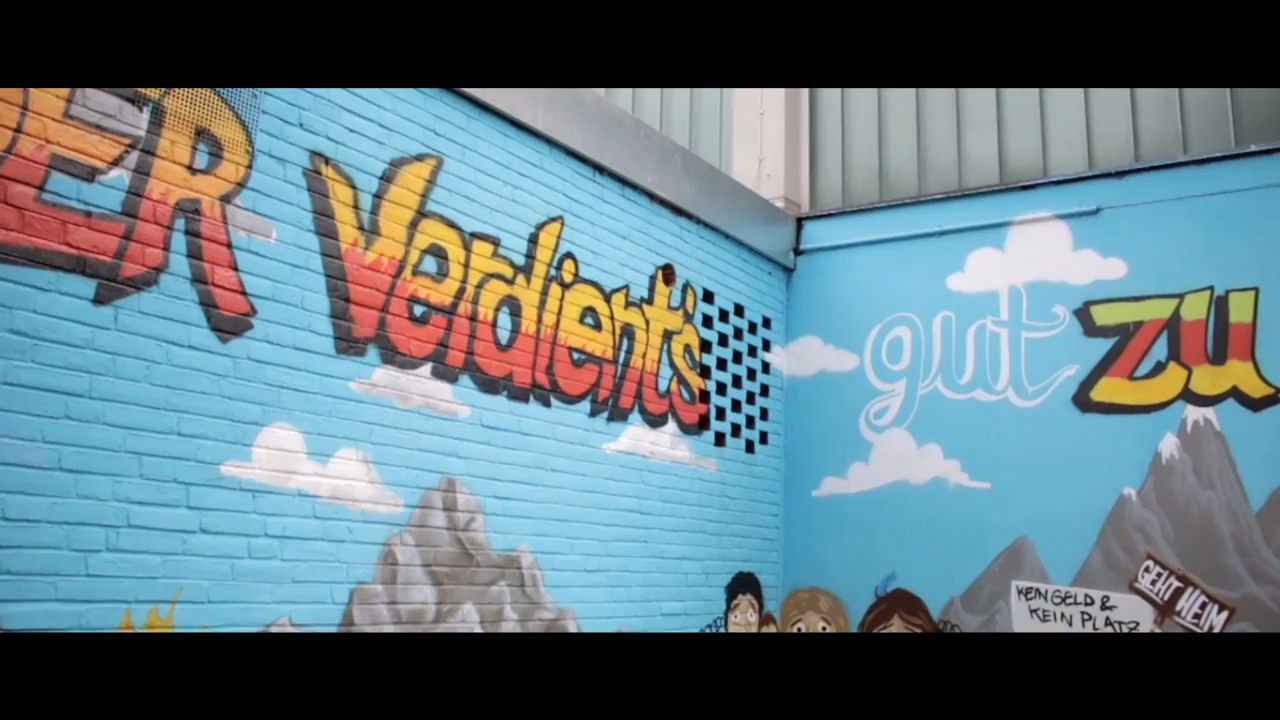 ER Verdient's
gut ZU
KEIN GELD &
KEIN PLATZ
GEHT HEIM